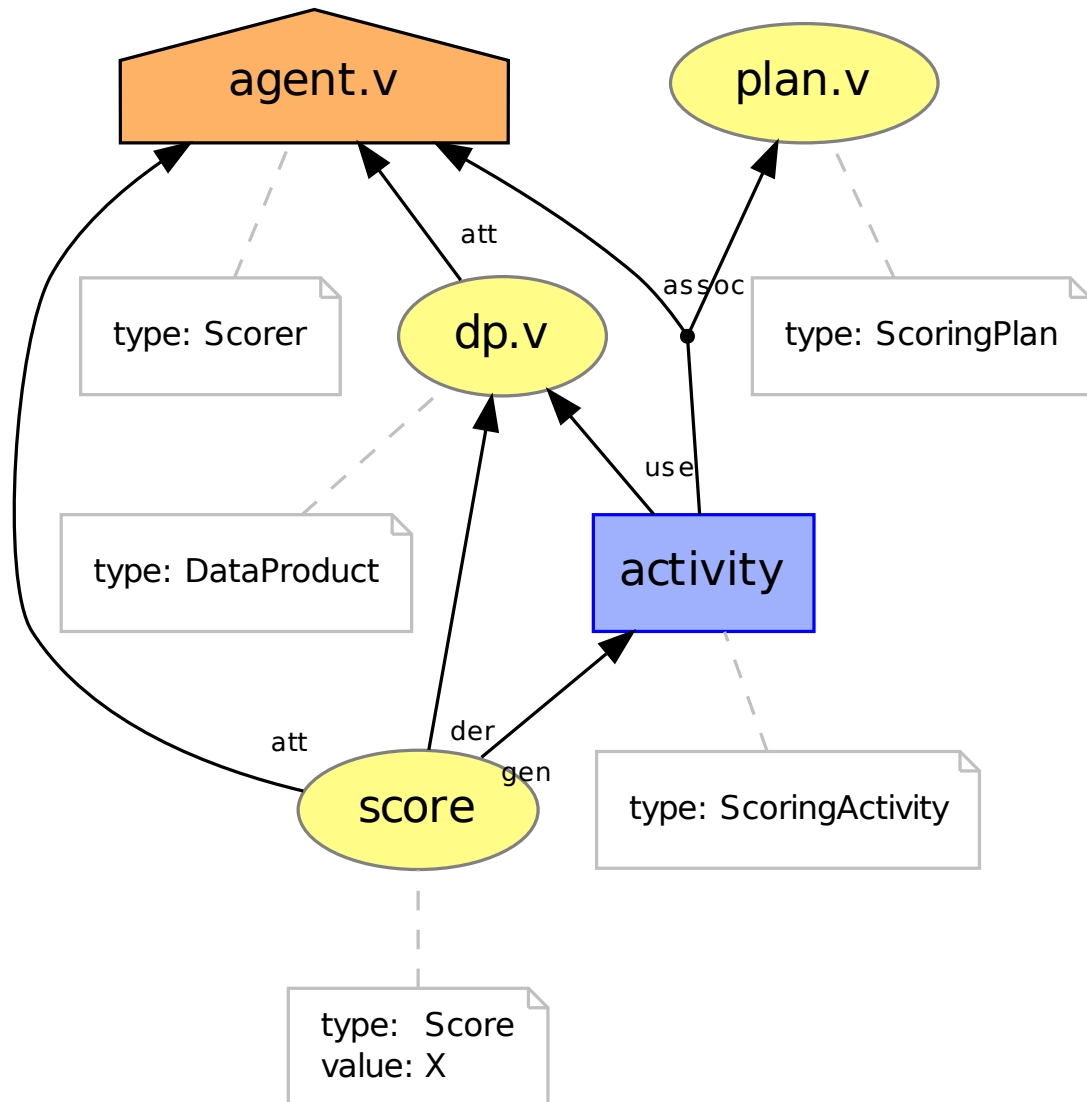 agent.v
plan.v
att
assoc
type: Scorer
dp.v
type: ScoringPlan
use
type: DataProduct
activity
att
der
gen
score
type: ScoringActivity
type: Score
value: X